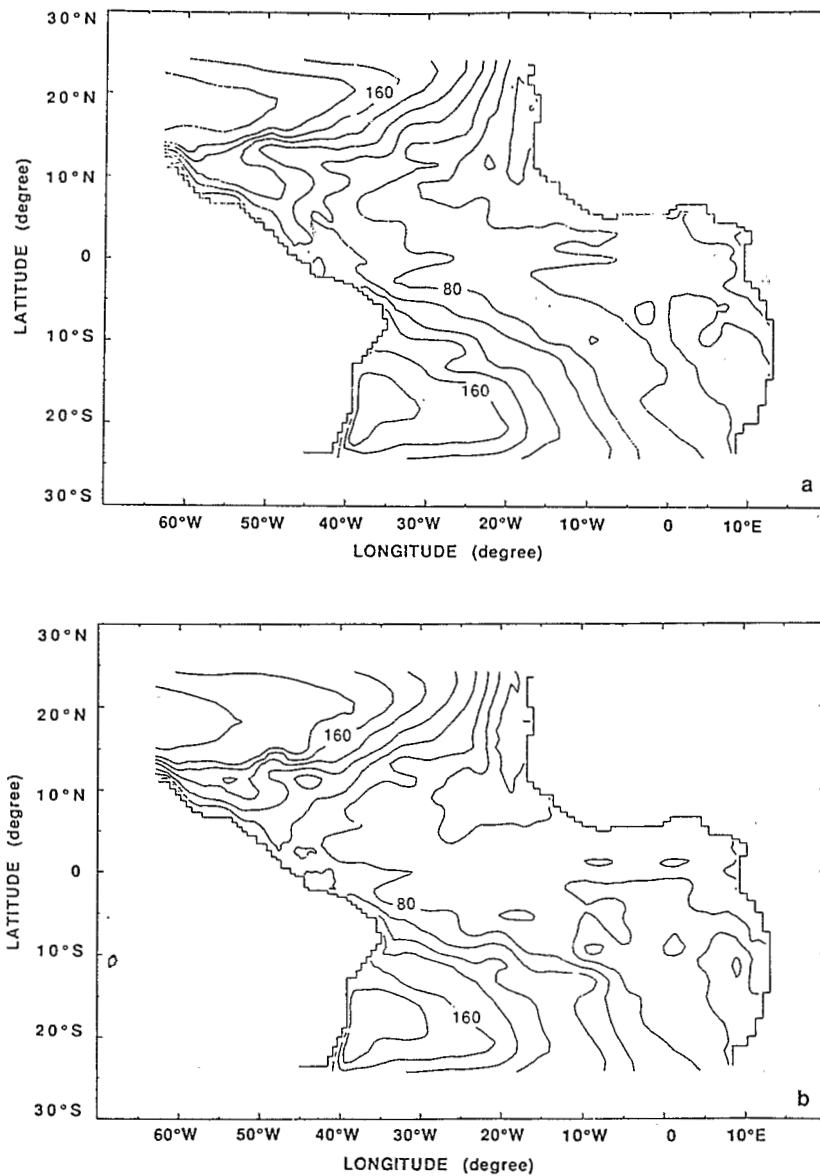 30°N
20°N
10°N
0
10°S
20°S
30°S
LATITUDE (degree)
160
80
160
a
60°W 50°W 40°W 30°W 20°W 10°W 0 10°E
LONGITUDE (degree)
30°N
20°N
10°N
0
10°S
20°S
30°S
LATITUDE (degree)
160
80
160
b
60°W 50°W 40°W 30°W 20°W 10°W 0 10°E
LONGITUDE (degree)